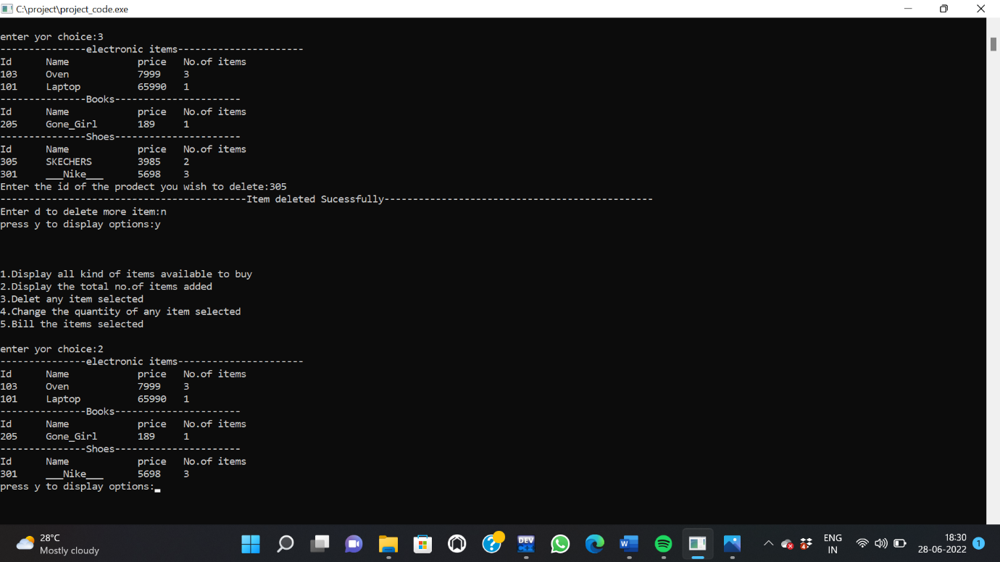 C:\project\project_code.exe
enter yor choice:3
---------------electronic items----------------------
Id      Name            price   No.of items
103     Oven            7999    3
101     Laptop          65990   1
---------------Books----------------------
Id      Name            price   No.of items
205     Gone_Girl       189     1
---------------Shoes----------------------
Id      Name            price   No.of items
305     SKECHERS        3985    2
301     ___Nike___      5698    3
Enter the id of the prodect you wish to delete:305
-------------------------------------------Item deleted Sucessfully-----------------------------------------------
Enter d to delete more item:n
press y to display options:y
1.Display all kind of items available to buy
2.Display the total no.of items added
3.Delet any item selected
4.Change the quantity of any item selected
5.Bill the items selected
enter yor choice:2
---------------electronic items----------------------
Id      Name            price   No.of items
103     Oven            7999    3
101     Laptop          65990   1
---------------Books----------------------
Id      Name            price   No.of items
205     Gone_Girl       189     1
---------------Shoes----------------------
Id      Name            price   No.of items
301     ___Nike___      5698    3
press y to display options:
28°C
Mostly cloudy
DEV
W
4
ENG
IN
18:30
28-06-2022
1